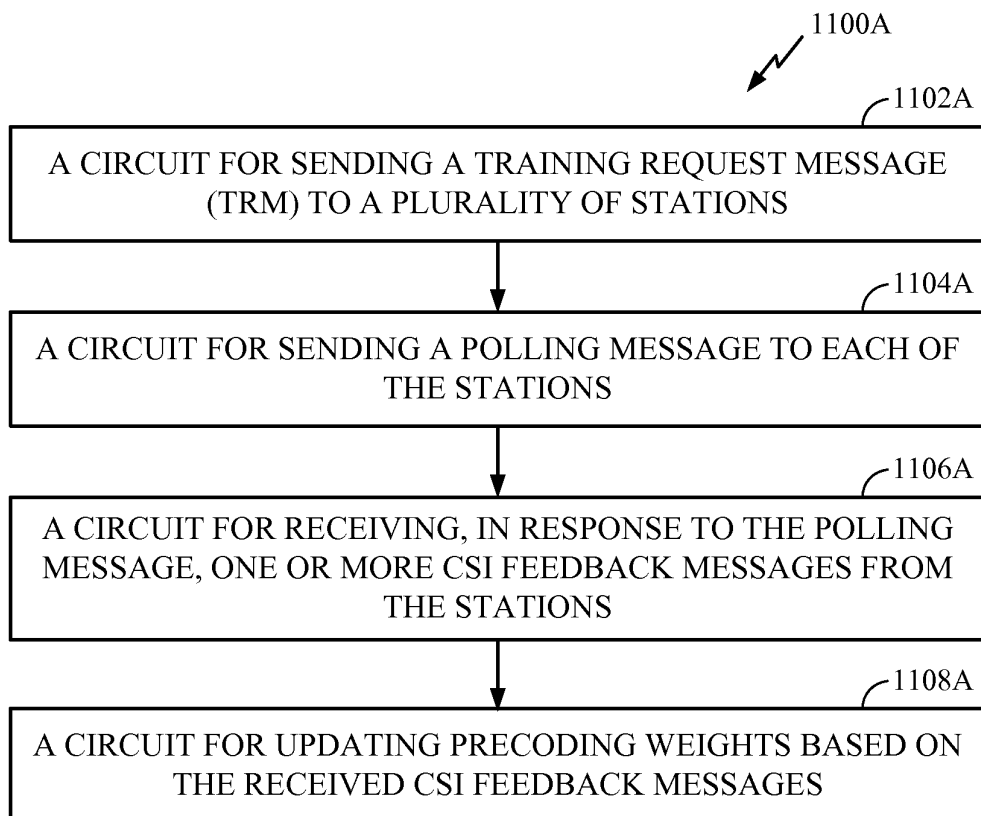 1100A
1102A
A CIRCUIT FOR SENDING A TRAINING REQUEST MESSAGE
(TRM) TO A PLURALITY OF STATIONS
1104A
A CIRCUIT FOR SENDING A POLLING MESSAGE TO EACH OF
THE STATIONS
1106A
A CIRCUIT FOR RECEIVING, IN RESPONSE TO THE POLLING
MESSAGE, ONE OR MORE CSI FEEDBACK MESSAGES FROM
THE STATIONS
1108A
A CIRCUIT FOR UPDATING PRECODING WEIGHTS BASED ON
THE RECEIVED CSI FEEDBACK MESSAGES